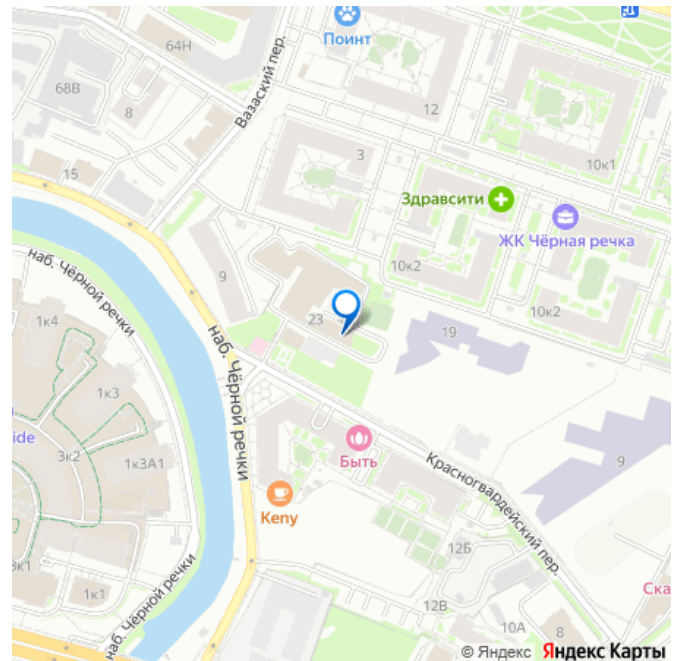 64Н
Поинт
68В
8
Вазаский пер.
12
10к1
3
15
Здравсити
ЖК Чёрная речка
наб. Чёрной речки
9
10к2
10к2
23
19
1к4
наб. Чёрной речки
1к3
ide
3к2
1к3А1
Быть
Красногвардейский пер.
9
Keny
12Б
3к1
1к1
наб. Чёрной речки
12В
10А
8
Ска
© Яндекс Яндекс Карты